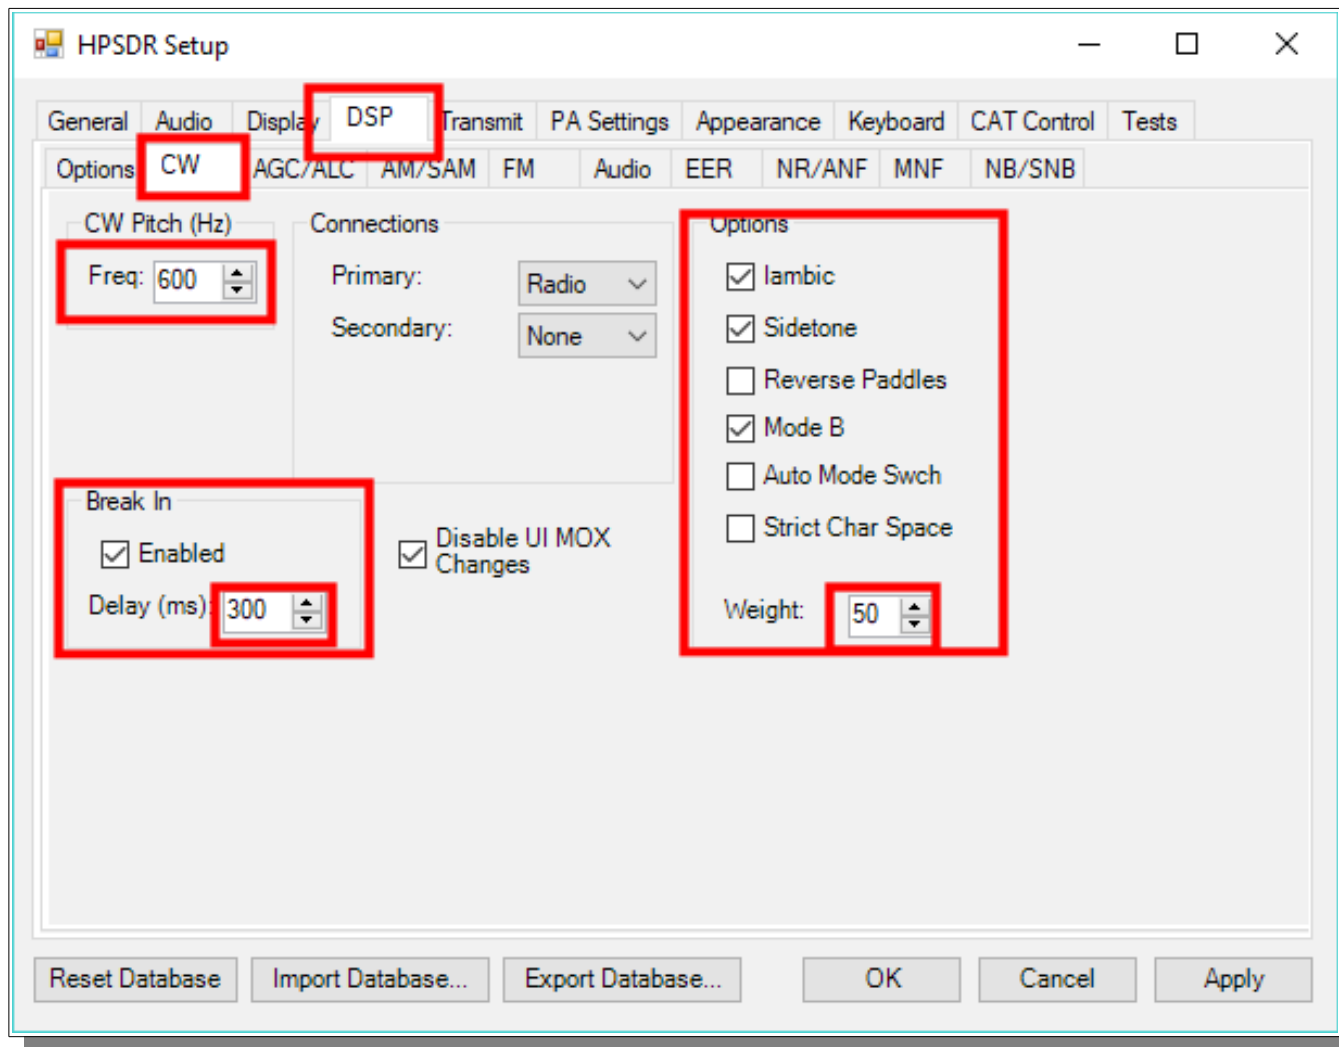 HPSDR Setup
General Audio Display DSP Transmit PA Settings Appearance Keyboard CAT Control Tests
Options CW AGC/ALC AM/SAM FM Audio EER NR/ANF MNF NB/SNB
CW Pitch (Hz)
Freq: 600
Connections
Primary: Radio
Secondary: None
Options
Iambic
Sidetone
Reverse Paddles
Mode B
Auto Mode Swch
Strict Char Space
Weight: 50
Break In
Enabled
Delay (ms): 300
Disable UI MOX
Changes
Reset Database Import Database... Export Database... OK Cancel Apply